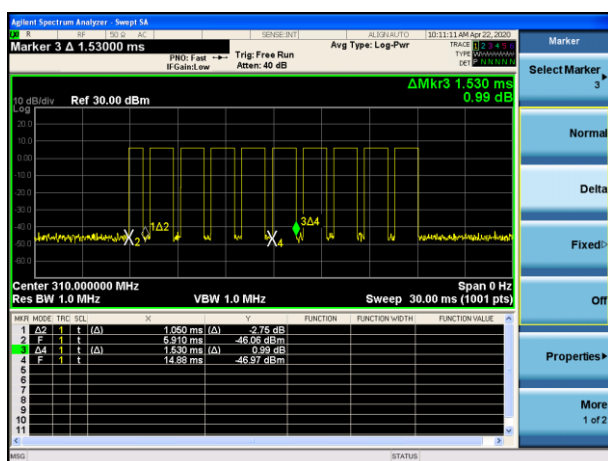 Agilent Spectrum Analyzer - Swept SA
R RF 50 Ω AC SENSE:INT ALIGNAUTO 10:11:11 AM Apr 22, 2020
Marker 3 Δ 1.53000 ms
PNO: Fast
IFGain:Low
Trig: Free Run
Atten: 40 dB
Avg Type: Log-Pwr
TRACE 1 2 3 4 5 6
TYPE
DET P N N N N N
ΔMkr3 1.530 ms
0.99 dB
10 dB/div Ref 30.00 dBm
Log
20.0
10.0
0.00
-10.0
-20.0
-30.0
-40.0
-50.0
-60.0
1Δ2
2
3Δ4
4
Center 310.000000 MHz Span 0 Hz
Res BW 1.0 MHz VBW 1.0 MHz Sweep 30.00 ms (1001 pts)
MKR MODE TRC SCL X Y FUNCTION FUNCTION WIDTH FUNCTION VALUE
1 Δ2 1 t (Δ) 1.050 ms (Δ) -2.75 dB
2 F 1 t 5.910 ms -46.06 dBm
3 Δ4 1 t (Δ) 1.530 ms (Δ) 0.99 dB
4 F 1 t 14.88 ms -46.97 dBm
5
6
7
8
9
10
11
MSG STATUS
Marker
Select Marker
3
Normal
Delta
Fixed
Off
Properties
More
1 of 2